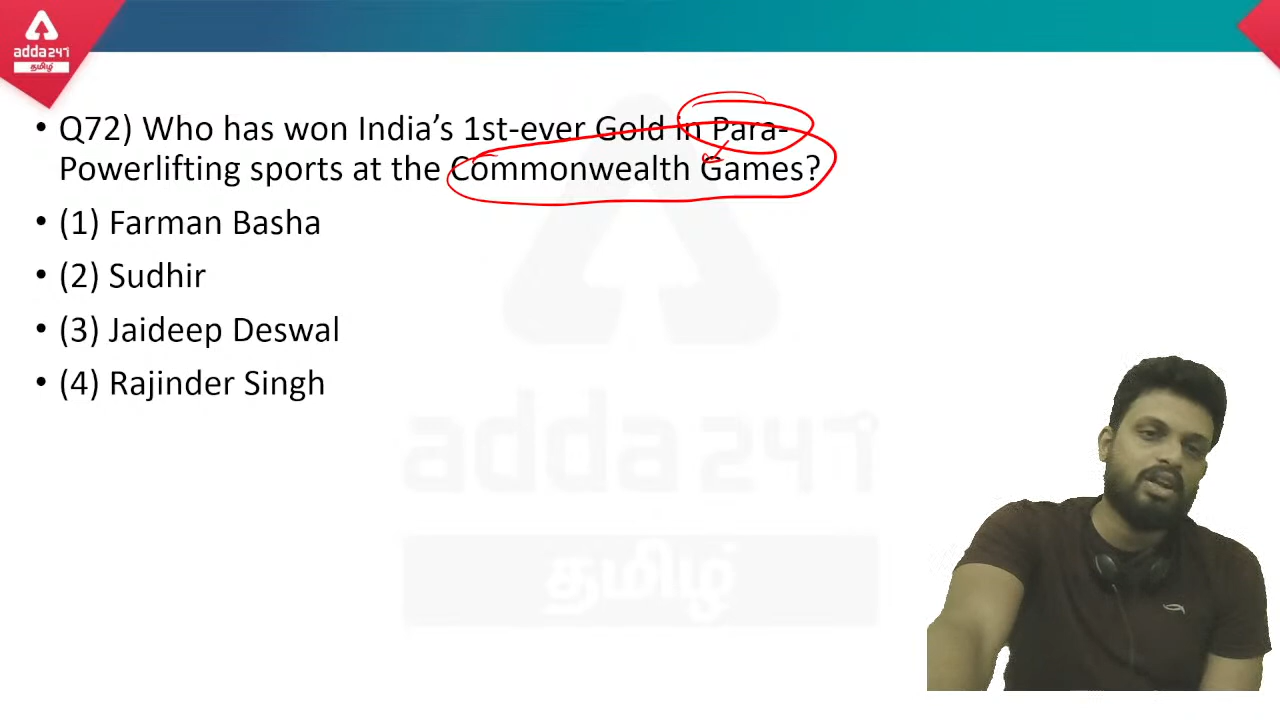 adda247
தமிழ்
• Q72) Who has won India’s 1st-ever Gold in Para-
Powerlifting sports at the Commonwealth Games?
• (1) Farman Basha
• (2) Sudhir
• (3) Jaideep Deswal
• (4) Rajinder Singh
adda247
தமிழ்